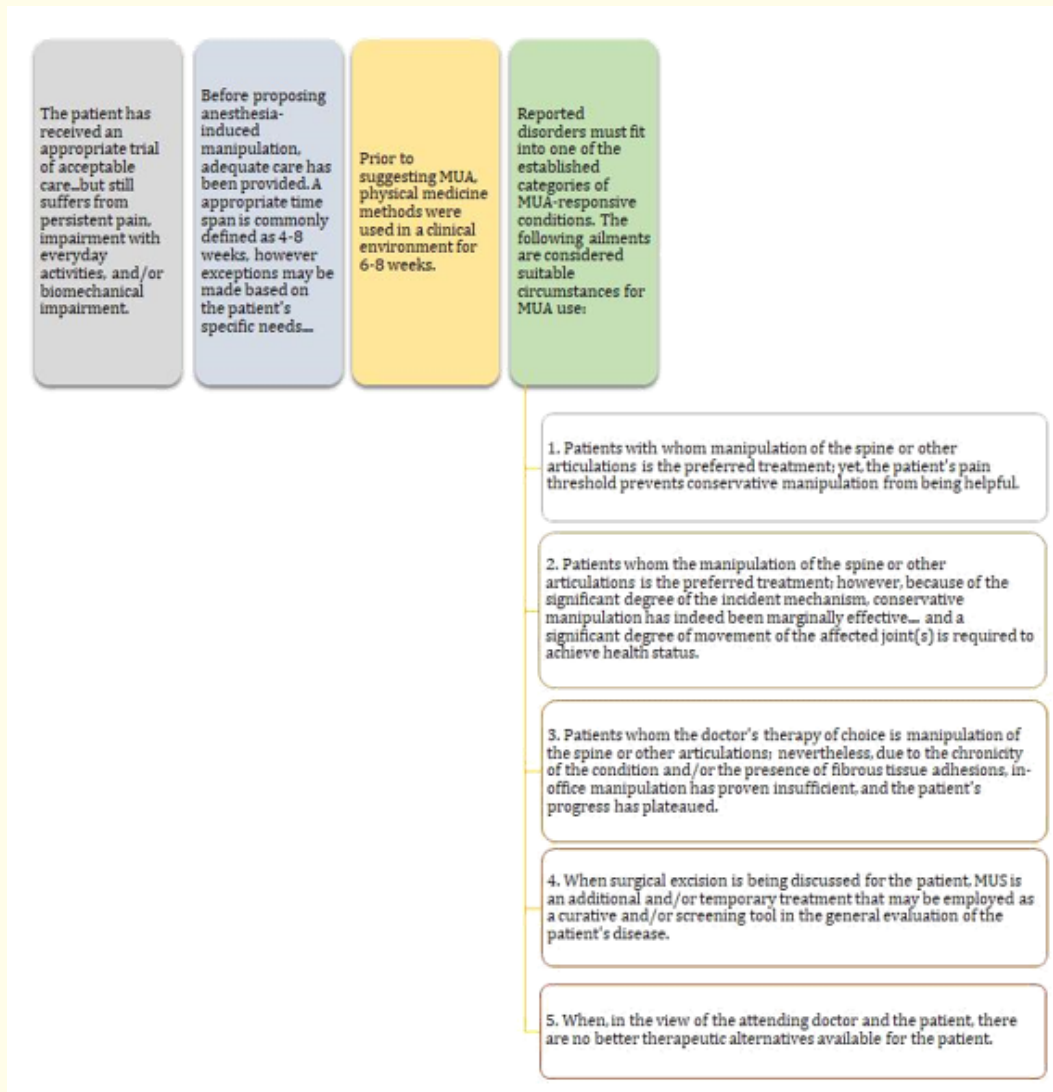 The patient has
received an
appropriate trial
of acceptable
care...but still
suffers from
persistent pain,
impairment with
everyday
activities, and/or
biomechanical
impairment.
Before proposing
anesthesia-
induced
manipulation,
adequate care has
been provided. A
appropriate time
span is commonly
defined as 4-8
weeks, however
exceptions may be
made based on
the patient's
specific needs....
Prior to
suggesting MUA,
physical medicine
methods were
used in a clinical
environment for
6-8 weeks.
Reported
disorders must fit
into one of the
established
categories of
MUA-responsive
conditions. The
following ailments
are considered
suitable
circumstances for
MUA use:
1. Patients with whom manipulation of the spine or other
articulations is the preferred treatment; yet, the patient's pain
threshold prevents conservative manipulation from being helpful.
2. Patients whom the manipulation of the spine or other
articulations is the preferred treatment; however, because of the
significant degree of the incident mechanism, conservative
manipulation has indeed been marginally effective.... and a
significant degree of movement of the affected joint(s) is required to
achieve health status.
3. Patients whom the doctor's therapy of choice is manipulation of
the spine or other articulations; nevertheless, due to the chronicity
of the condition and/or the presence of fibrous tissue adhesions, in-
office manipulation has proven insufficient, and the patient's
progress has plateaued.
4. When surgical excision is being discussed for the patient, MUS is
an additional and/or temporary treatment that may be employed as
a curative and/or screening tool in the general evaluation of the
patient's disease.
5. When, in the view of the attending doctor and the patient, there
are no better therapeutic alternatives available for the patient.